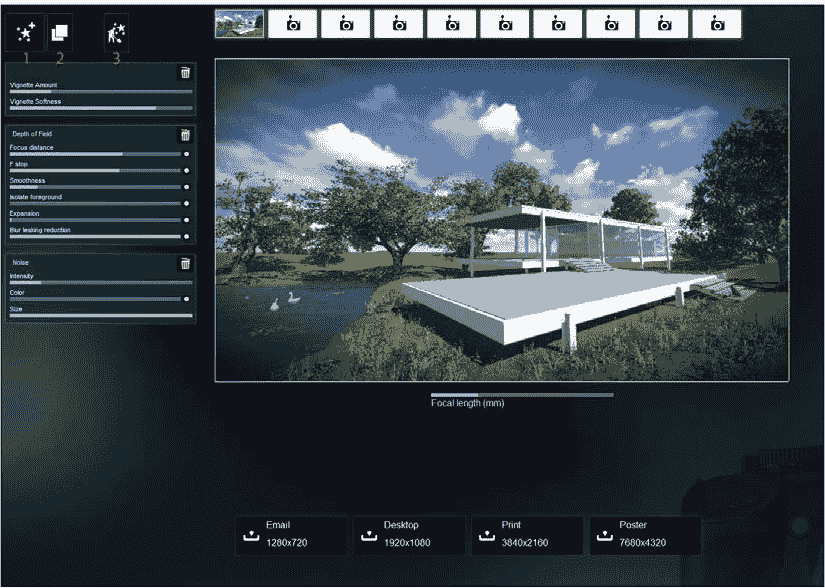 1 2 3
Vignette Amount
Vignette Softness
Depth of Field
Focus distance
F stop
Smoothness
Isolate foreground
Expansion
Blur leaking reduction
Noise
Intensity
Color
Size
Focal length (mm)
Email
1280x720
Desktop
1920x1080
Print
3840x2160
Poster
7680x4320